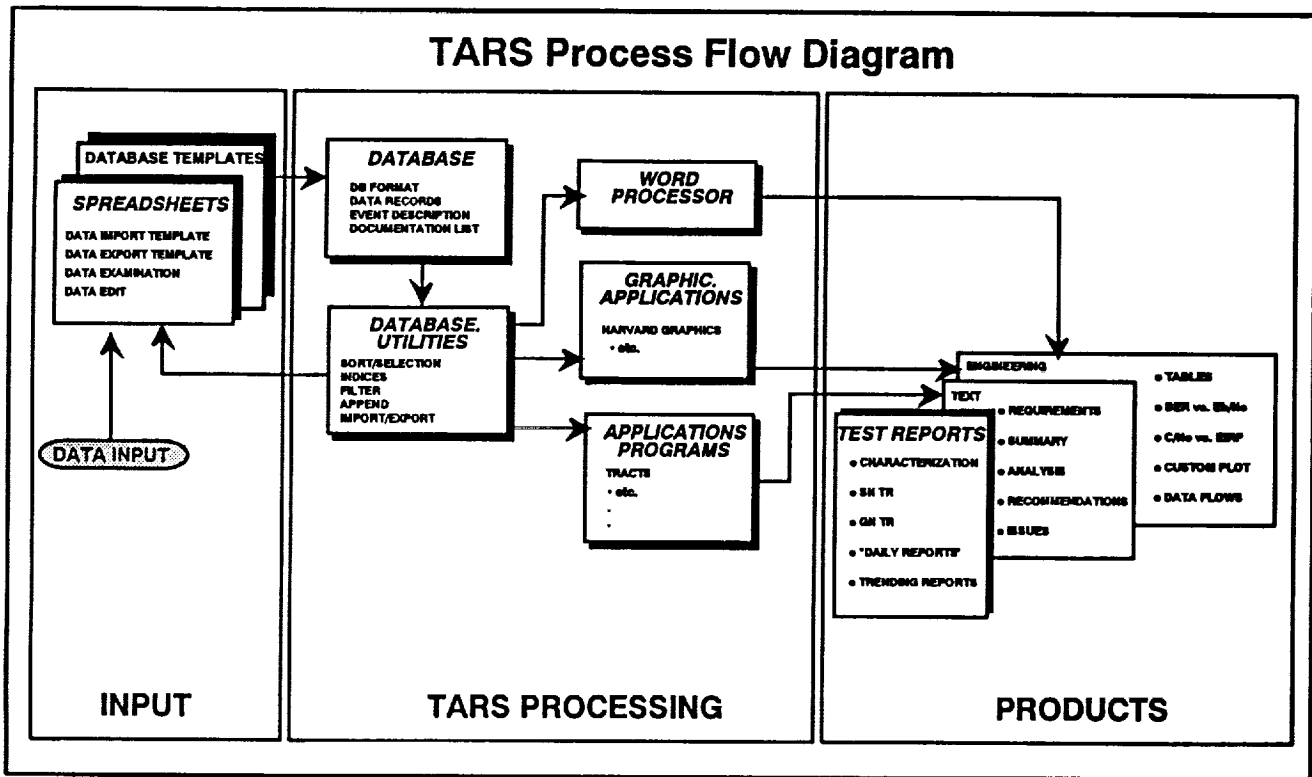 TARS Process Flow Diagram
DATABASE TEMPLATES
SPREADSHEETS
DATA IMPORT TEMPLATE
DATA EXPORT TEMPLATE
DATA EXAMINATION
DATA EDIT
DATA INPUT
INPUT
DATABASE
DB FORMAT
DATA RECORDS
EVENT DESCRIPTION
DOCUMENTATION LIST
DATABASE.
UTILITIES
SORT/SELECTION
INDICES
FILTER
APPEND
IMPORT/EXPORT
WORD
PROCESSOR
GRAPHIC.
APPLICATIONS
HARVARD GRAPHICS
• etc.
APPLICATIONS
PROGRAMS
TRACTS
• etc.
.
.
TARS PROCESSING
ENGINEERING
• TABLES
• BER vs. Eb/No
• C/No vs. EIRP
• CUSTOM PLOT
• DATA FLOWS
TEXT
• REQUIREMENTS
• SUMMARY
• ANALYSIS
• RECOMMENDATIONS
• ISSUES
TEST REPORTS
• CHARACTERIZATION
• SN TR
• GN TR
• "DAILY REPORTS"
• TRENDING REPORTS
PRODUCTS